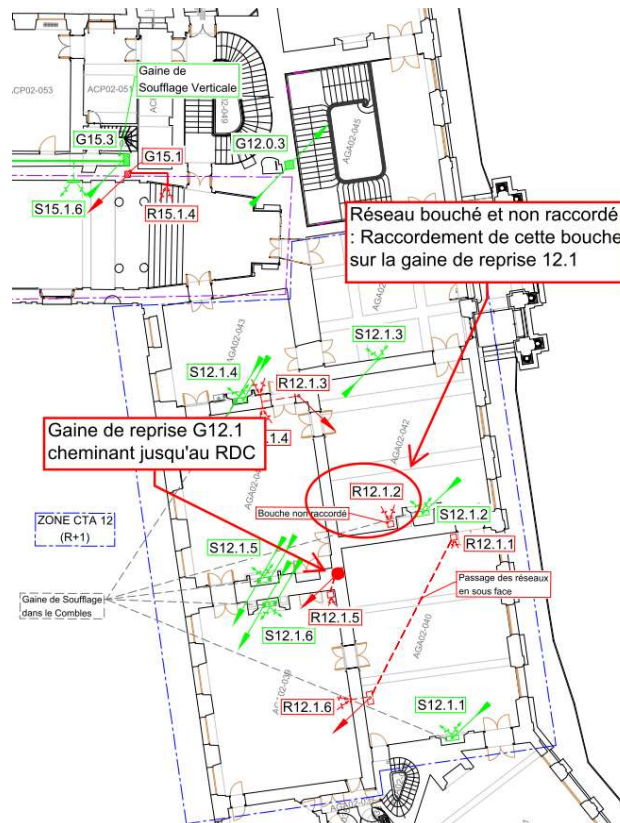 ACP02-053
ACP02-051
Gaine de
Soufflage Verticale
G15.3
G15.1
G12.0.3
AGA02-045
S15.1.6
R15.1.4
Réseau bouché et non raccordé
: Raccordement de cette bouche
sur la gaine de reprise 12.1
AGA02-043
S12.1.3
S12.1.4
R12.1.3
Gaine de reprise G12.1
cheminant jusqu'au RDC
AGA02-042
R12.1.2
Bouche non raccordé
S12.1.2
ZONE CTA 12
(R+1)
S12.1.5
R12.1.1
Passage des réseaux
en sous face
Gaine de Soufflage
dans le Combles
R12.1.5
S12.1.6
AGA02-040
R12.1.6
S12.1.1